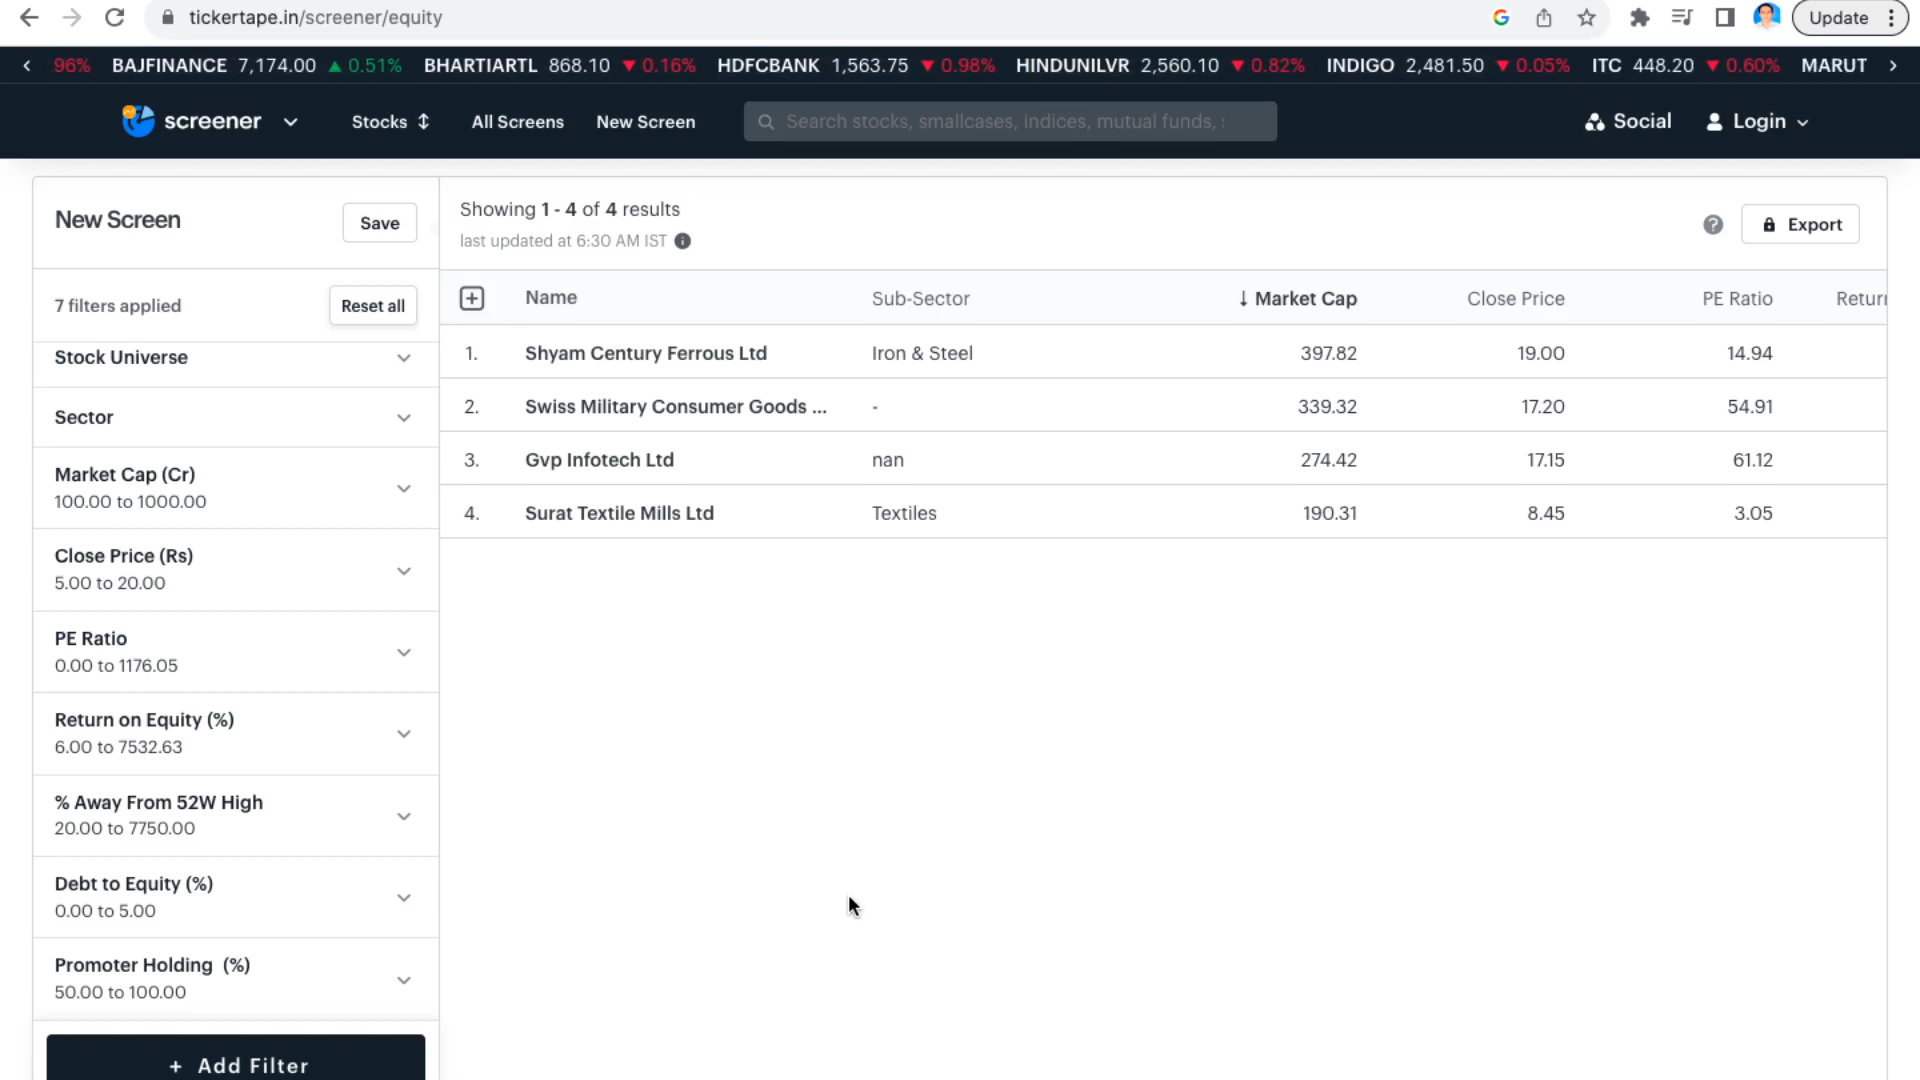 tickertape.in/screener/equity
Update
96% BAJFINANCE 7,174.00 ▲ 0.51% BHARTIARTL 868.10 ▼ 0.16% HDFCBANK 1,563.75 ▼ 0.98% HINDUNILVR 2,560.10 ▼ 0.82% INDIGO 2,481.50 ▼ 0.05% ITC 448.20 ▼ 0.60% MARUT
screener Stocks All Screens New Screen Search stocks, smallcases, indices, mutual funds, Social Login
New Screen
Save
Showing 1 - 4 of 4 results
last updated at 6:30 AM IST
Export
7 filters applied
Reset all
Stock Universe
Sector
Market Cap (Cr)
100.00 to 1000.00
Close Price (Rs)
5.00 to 20.00
PE Ratio
0.00 to 1176.05
Return on Equity (%)
6.00 to 7532.63
% Away From 52W High
20.00 to 7750.00
Debt to Equity (%)
0.00 to 5.00
Promoter Holding (%)
50.00 to 100.00
+ Add Filter
Name Sub-Sector ↓ Market Cap Close Price PE Ratio Return
1. Shyam Century Ferrous Ltd Iron & Steel 397.82 19.00 14.94
2. Swiss Military Consumer Goods ... - 339.32 17.20 54.91
3. Gvp Infotech Ltd nan 274.42 17.15 61.12
4. Surat Textile Mills Ltd Textiles 190.31 8.45 3.05